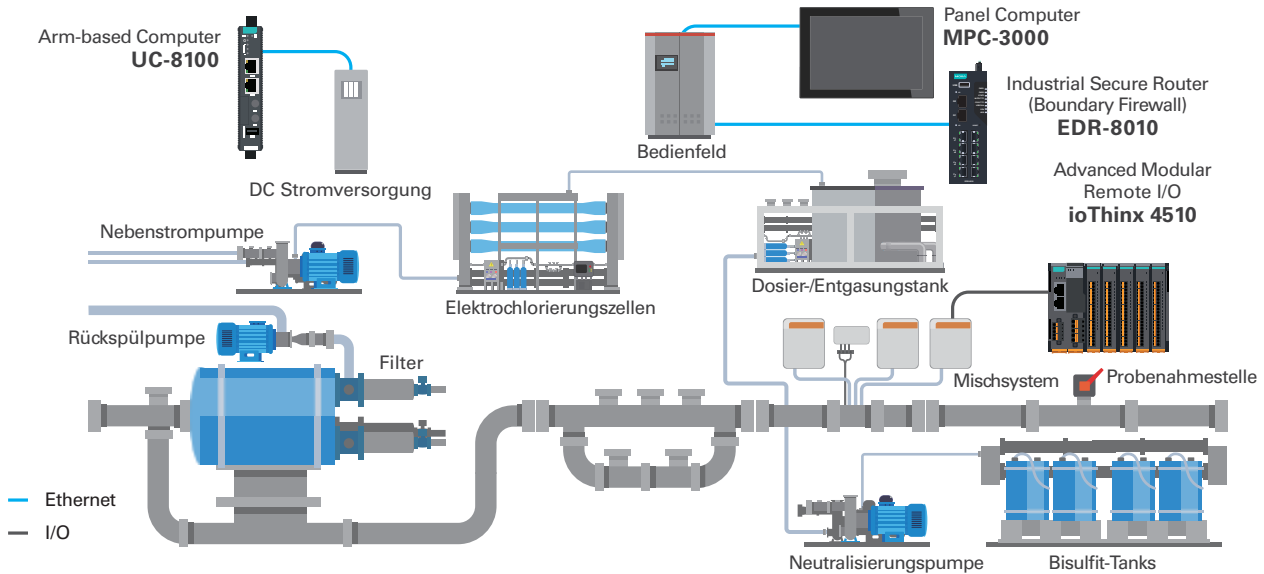 Arm-based Computer
UC-8100
Panel Computer
MPC-3000
Industrial Secure Router
(Boundary Firewall)
EDR-8010
Bedienfeld
DC Stromversorgung
Advanced Modular
Remote I/O
ioThinx 4510
Nebenstrompumpe
Elektrochlorierungszellen
Dosier-/Entgasungstank
Rückspülpumpe
Filter
Mischsystem
Probenahmestelle
Ethernet
I/O
Neutralisierungspumpe
Bisulfit-Tanks